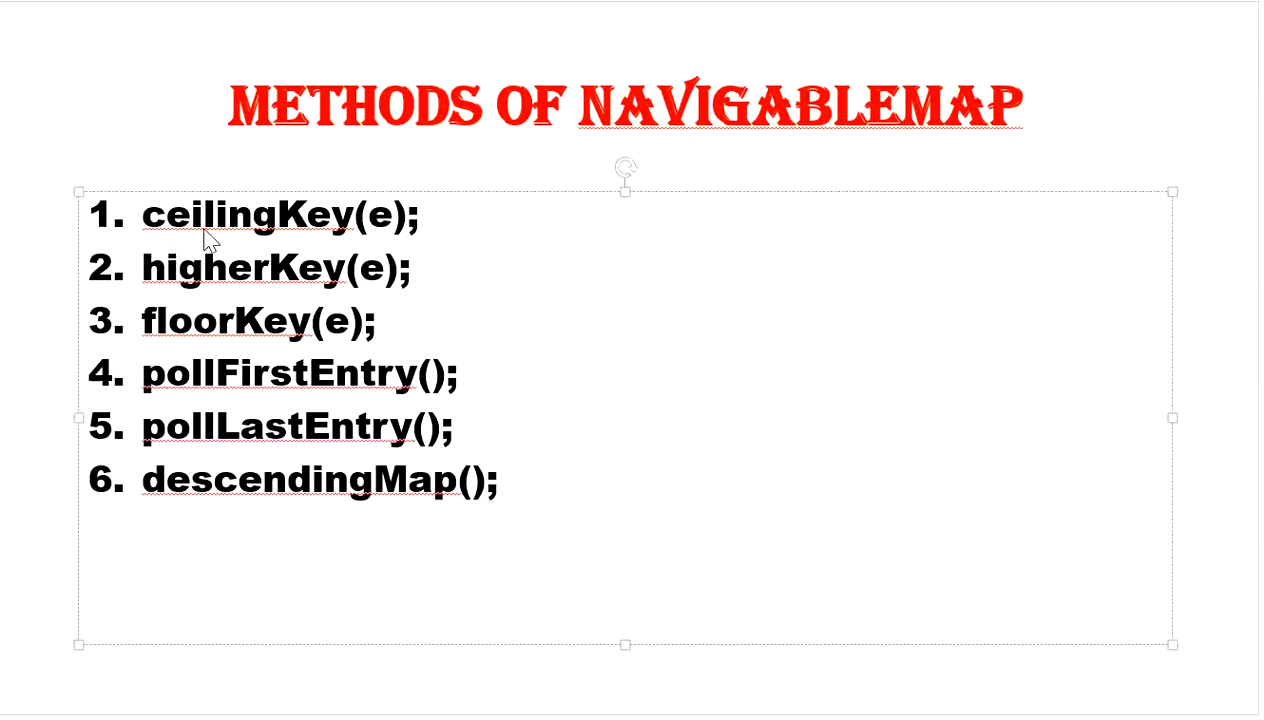 METHODS OF NAVIGABLEMAP
1. ceilingKey(e);
2. higherKey(e);
3. floorKey(e);
4. pollFirstEntry();
5. pollLastEntry();
6. descendingMap();